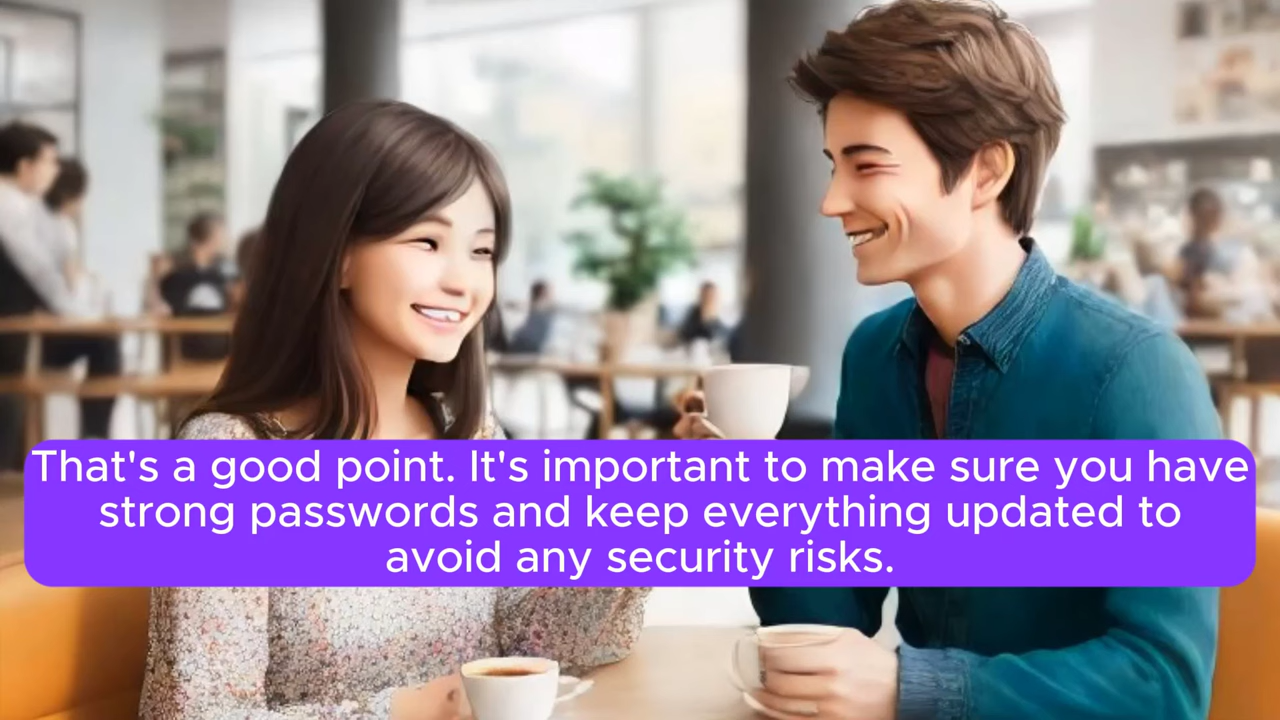 That's a good point. It's important to make sure you have
strong passwords and keep everything updated to
avoid any security risks.